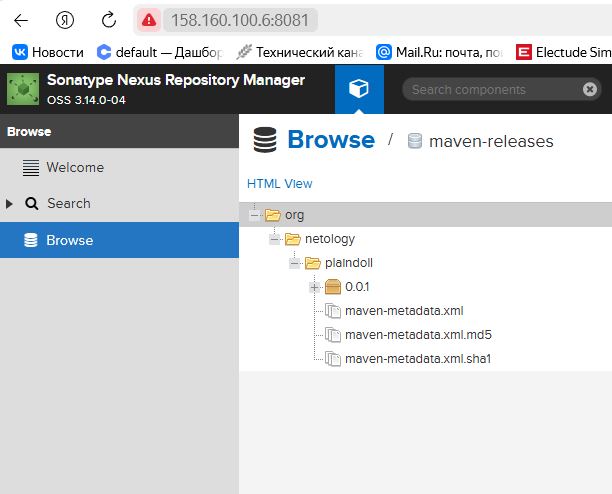 158.160.100.6:8081
Новости default — Дашбор Технический кана Mail.Ru: почта, по Electude Sim
Sonatype Nexus Repository Manager
OSS 3.14.0-04
Search components
Browse
Browse / maven-releases
Welcome
HTML View
Search
org
Browse
netology
plaindoll
0.0.1
maven-metadata.xml
maven-metadata.xml.md5
maven-metadata.xml.sha1